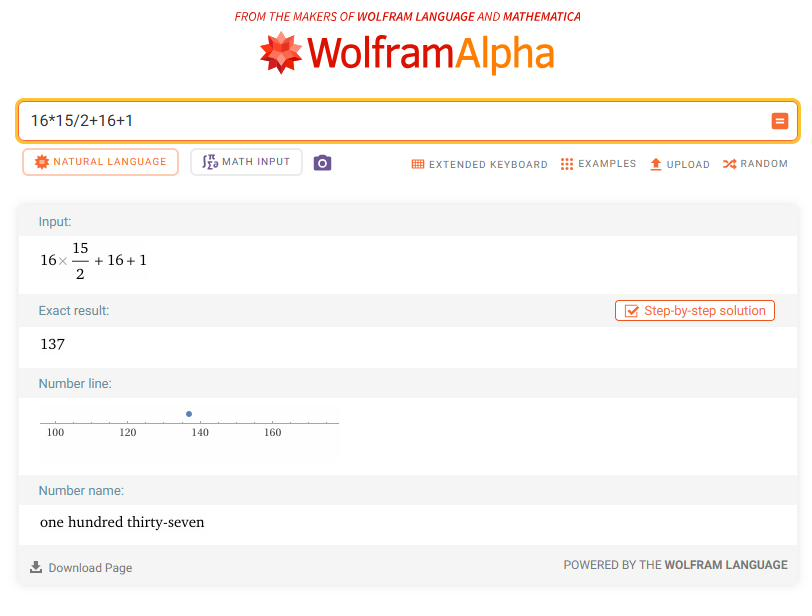 FROM THE MAKERS OF WOLFRAM LANGUAGE AND MATHEMATICA
WolframAlpha
16*15/2+16+1
NATURAL LANGUAGE
MATH INPUT
EXTENDED KEYBOARD
EXAMPLES
UPLOAD
RANDOM
Input:
16 × 15/2 + 16 + 1
Exact result:
Step-by-step solution
137
Number line:
100 120 140 160
Number name:
one hundred thirty-seven
Download Page
POWERED BY THE WOLFRAM LANGUAGE